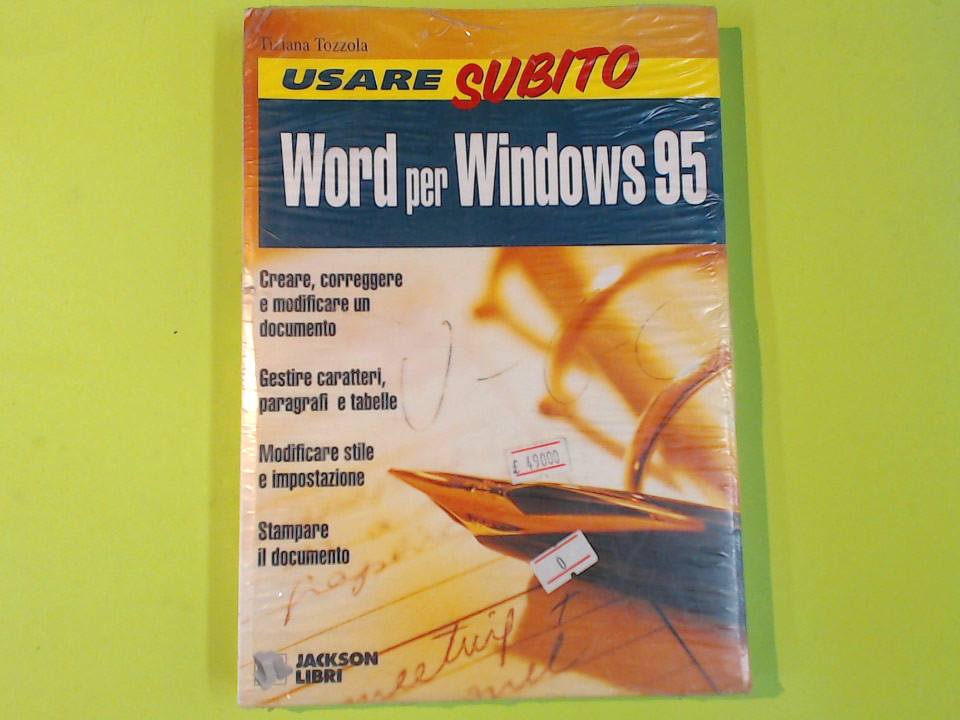 Tiziana Tozzola
USARE SUBITO
Word per Windows 95
Creare, correggere
e modificare un
documento
Gestire caratteri,
paragrafi e tabelle
Modificare stile
e impostazione
Stampare
il documento
£ 49000
0
meeting
JACKSON
LIBRI